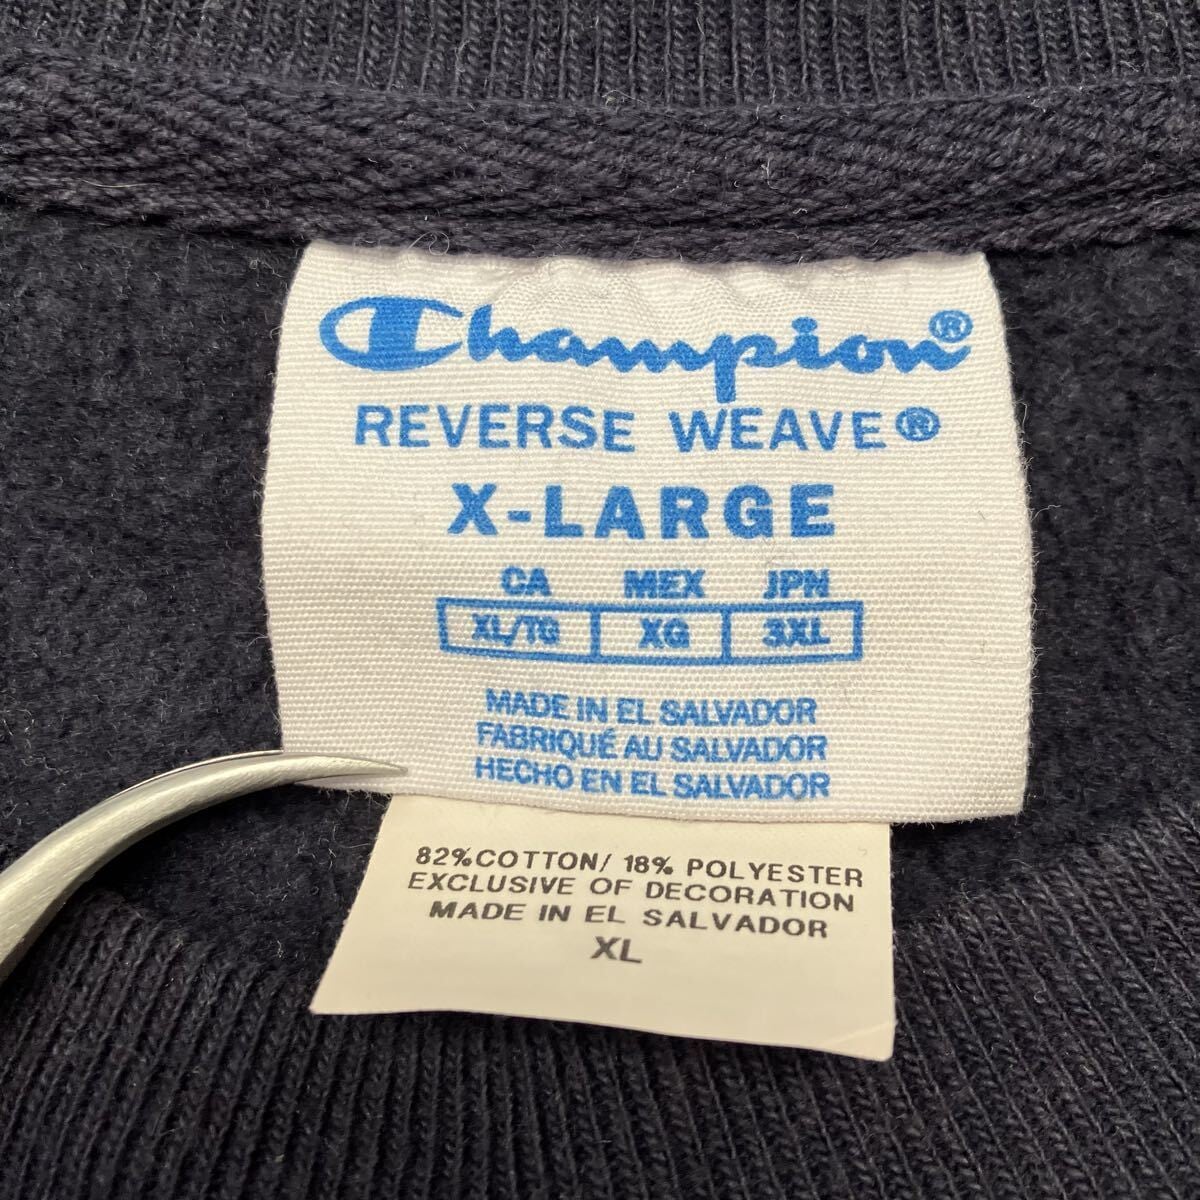 Champion®
REVERSE WEAVE®
X-LARGE
CA MEX JPN
XL/TG XG 3XL
MADE IN EL SALVADOR
FABRIQUÉ AU SALVADOR
HECHO EN EL SALVADOR
82%COTTON/ 18% POLYESTER
EXCLUSIVE OF DECORATION
MADE IN EL SALVADOR
XL